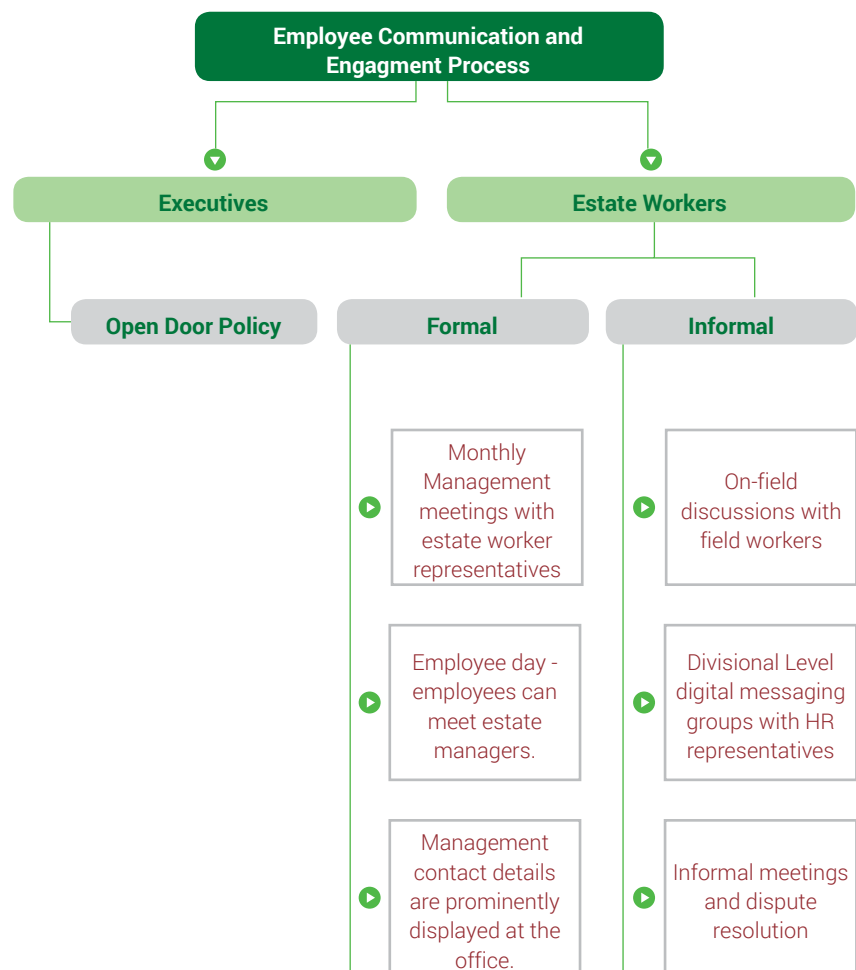 Employee Communication and
Engagment Process
Executives
Estate Workers
Open Door Policy
Formal
Informal
Monthly
Management
meetings with
estate worker
representatives
On-field
discussions with
field workers
Employee day -
employees can
meet estate
managers.
Divisional Level
digital messaging
groups with HR
representatives
Management
contact details
are prominently
displayed at the
office.
Informal meetings
and dispute
resolution